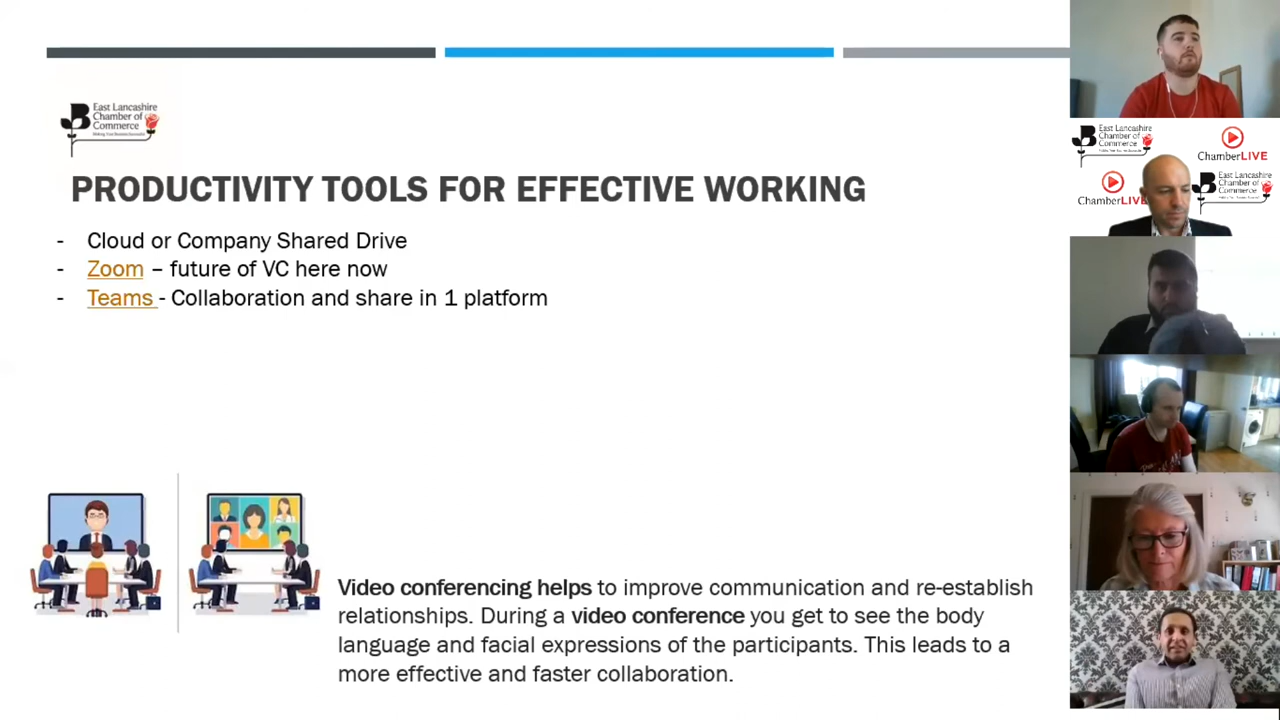 East Lancashire
Chamber of
Commerce
PRODUCTIVITY TOOLS FOR EFFECTIVE WORKING
- Cloud or Company Shared Drive
- Zoom – future of VC here now
- Teams - Collaboration and share in 1 platform
Video conferencing helps to improve communication and re-establish
relationships. During a video conference you get to see the body
language and facial expressions of the participants. This leads to a
more effective and faster collaboration.
East Lancashire
Chamber of
Commerce
ChamberLIVE
ChamberLIVE
East Lancashire
Chamber of
Commerce